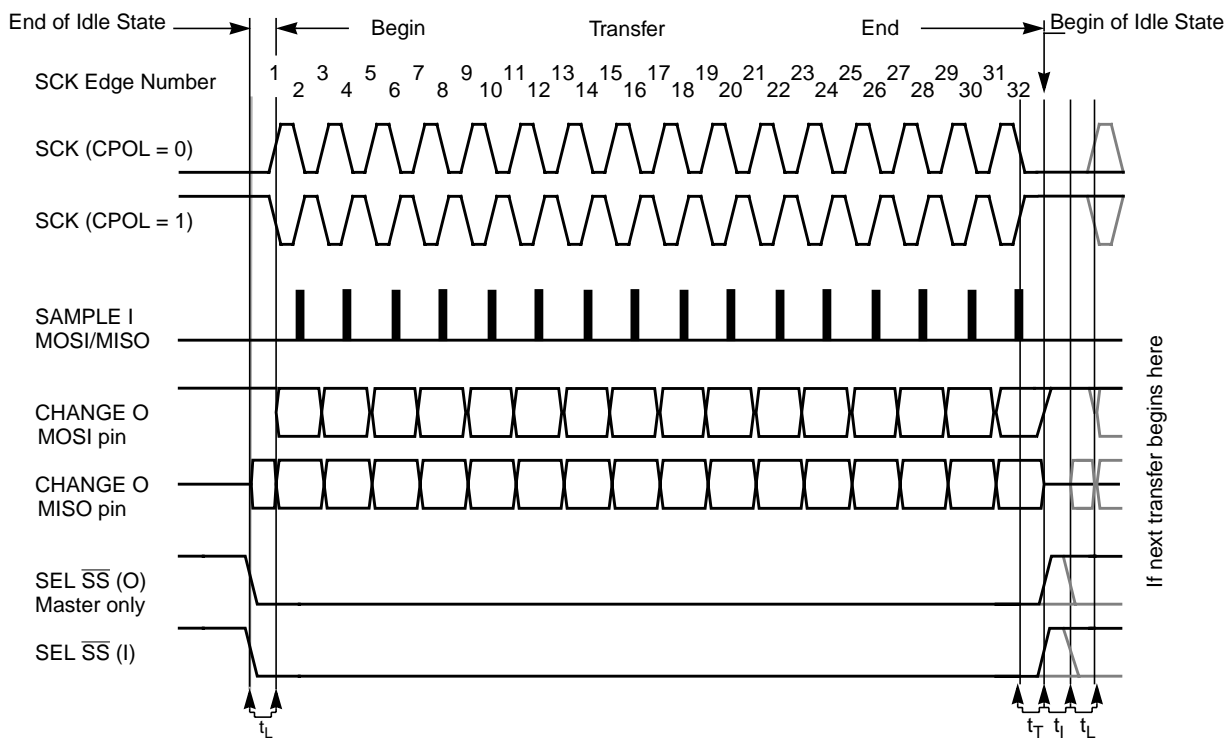 End of Idle State
Begin
Transfer
End
Begin of Idle State
SCK Edge Number
1 3 5 7 9 11 13 15 17 19 21 23 25 27 29 31
2 4 6 8 10 12 14 16 18 20 22 24 26 28 30 32
SCK (CPOL = 0)
SCK (CPOL = 1)
SAMPLE I
MOSI/MISO
CHANGE O
MOSI pin
CHANGE O
MISO pin
SEL SS (O)
Master only
SEL SS (I)
If next transfer begins here
tL
tT tI tL